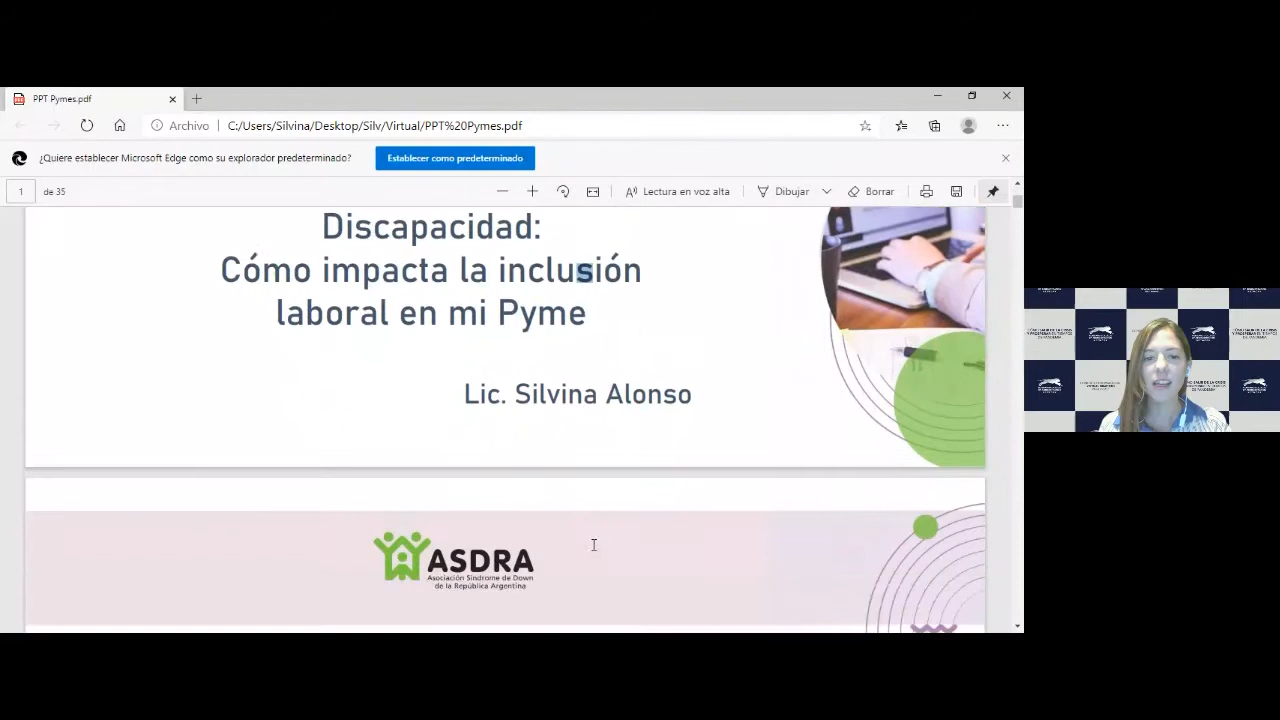 PPT Pymes.pdf
Archivo
C:/Users/Silvina/Desktop/Silv/Virtual/PPT%20Pymes.pdf
¿Quiere establecer Microsoft Edge como su explorador predeterminado?
Establecer como predeterminado
1 de 35
Lectura en voz alta
Dibujar
Borrar
Discapacidad:
Cómo impacta la inclusión
laboral en mi Pyme
Lic. Silvina Alonso
ASDRA
Asociación Síndrome de Down
de la República Argentina